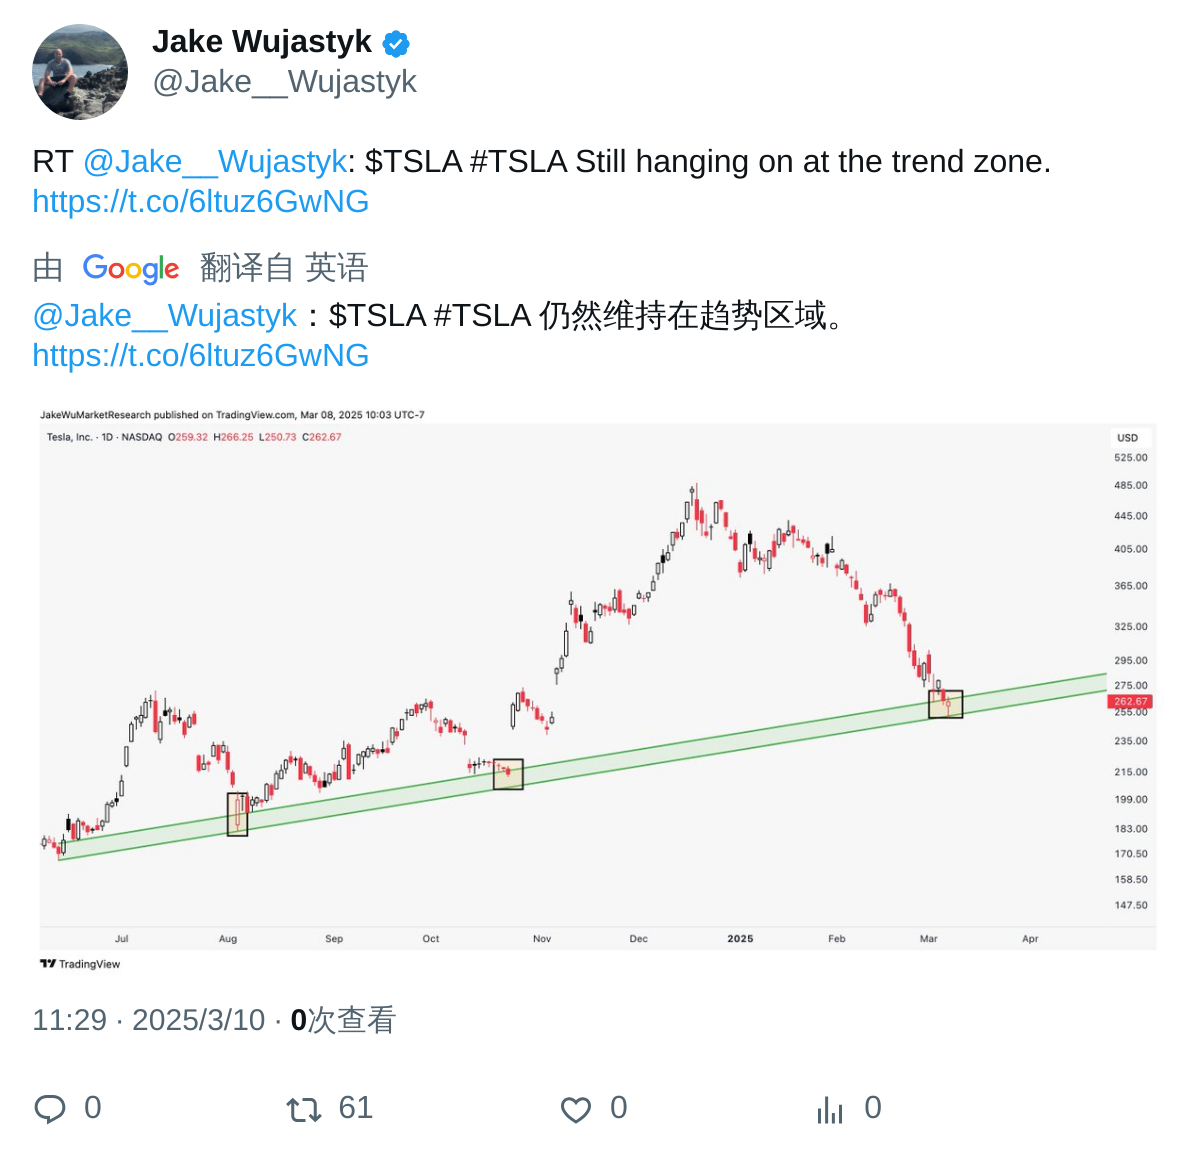 Jake Wujastyk
@Jake__Wujastyk
RT @Jake__Wujastyk: $TSLA #TSLA Still hanging on at the trend zone.
https://t.co/6ltuz6GwNG
由 Google 翻译自 英语
@Jake__Wujastyk：$TSLA #TSLA 仍然维持在趋势区域。
https://t.co/6ltuz6GwNG
JakeWuMarketResearch published on TradingView.com, Mar 08, 2025 10:03 UTC-7
Tesla, Inc. · 1D · NASDAQ O259.32 H266.25 L250.73 C262.67
USD
525.00
485.00
445.00
405.00
365.00
325.00
295.00
275.00
262.67
255.00
235.00
215.00
199.00
183.00
170.50
158.50
147.50
Jul Aug Sep Oct Nov Dec 2025 Feb Mar Apr
TradingView
11:29 · 2025/3/10 · 0次查看
0 61 0 0